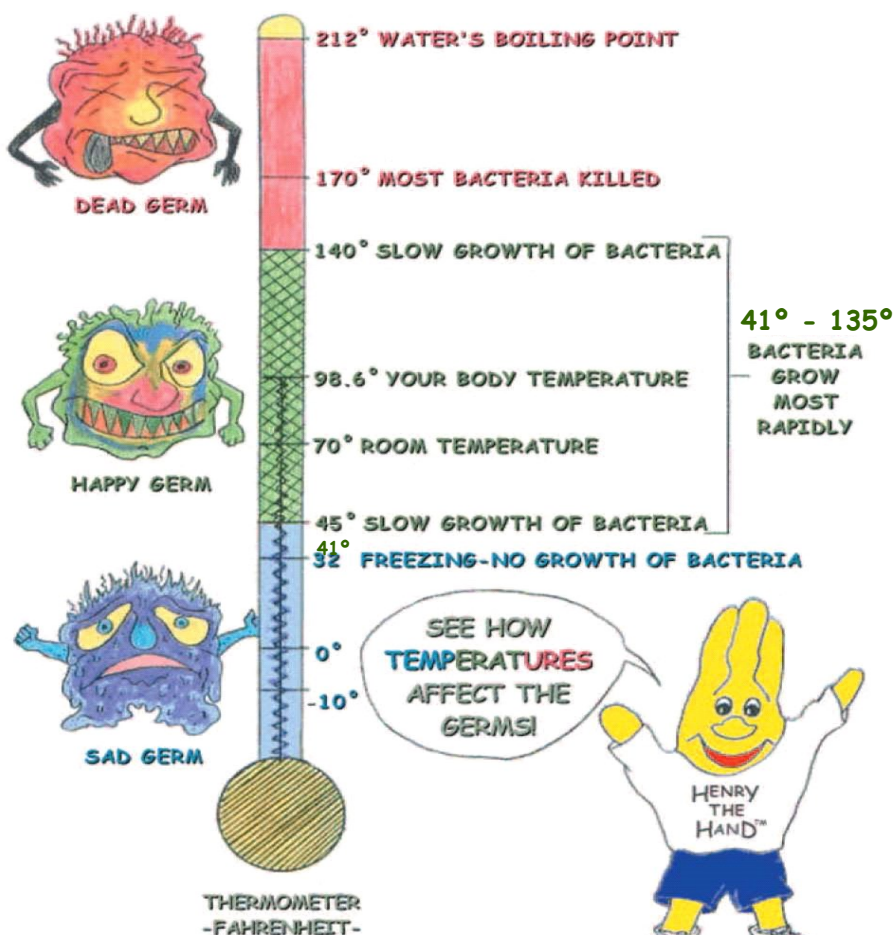 212° WATER'S BOILING POINT
170° MOST BACTERIA KILLED
DEAD GERM
140° SLOW GROWTH OF BACTERIA
41° - 135°
BACTERIA
GROW
MOST
RAPIDLY
98.6° YOUR BODY TEMPERATURE
70° ROOM TEMPERATURE
HAPPY GERM
45° SLOW GROWTH OF BACTERIA
41°
32° FREEZING-NO GROWTH OF BACTERIA
0°
-10°
SAD GERM
SEE HOW
TEMPERATURES
AFFECT THE
GERMS!
HENRY
THE
HAND™
THERMOMETER
-FAHRENHEIT-